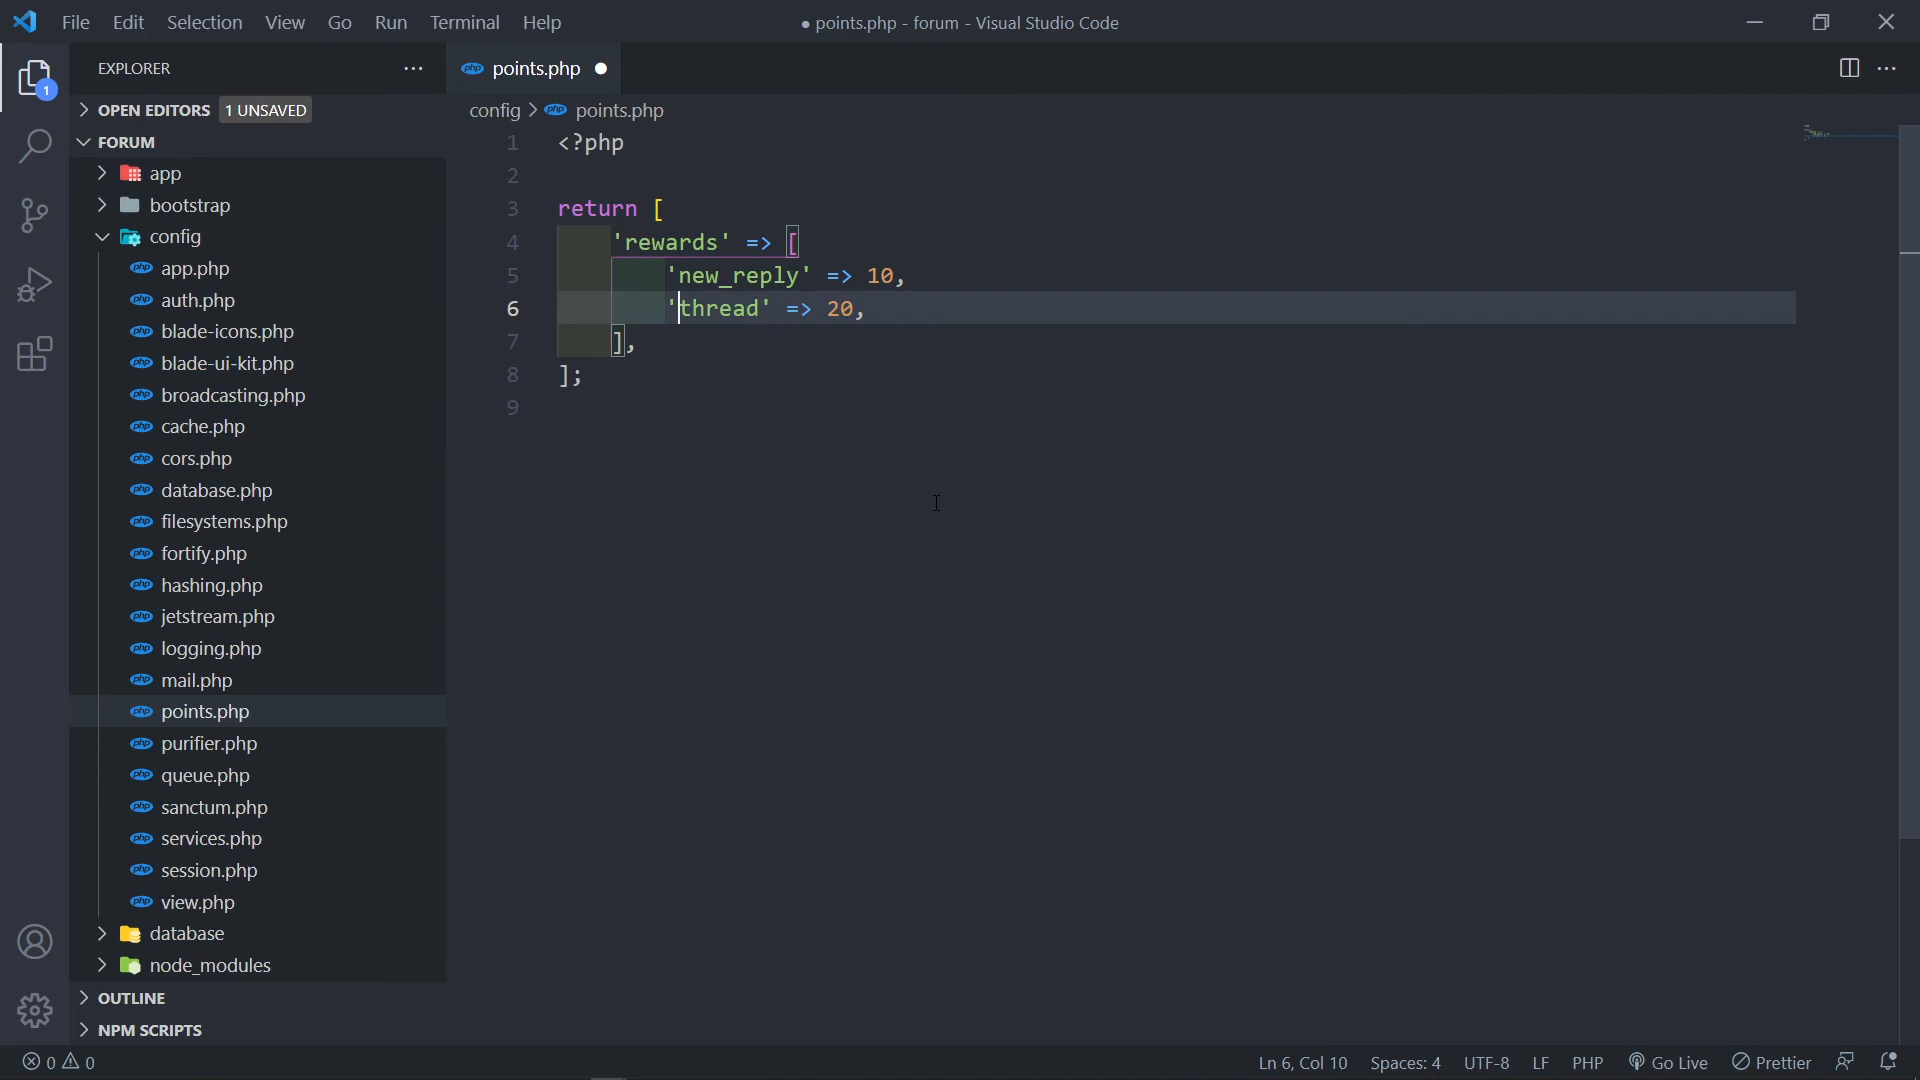 File Edit Selection View Go Run Terminal Help
● points.php - forum - Visual Studio Code
EXPLORER
points.php
1
OPEN EDITORS 1 UNSAVED
config > points.php
FORUM
app
bootstrap
config
app.php
auth.php
blade-icons.php
blade-ui-kit.php
broadcasting.php
cache.php
cors.php
database.php
filesystems.php
fortify.php
hashing.php
jetstream.php
logging.php
mail.php
points.php
purifier.php
queue.php
sanctum.php
services.php
session.php
view.php
database
node_modules
OUTLINE
NPM SCRIPTS
1 <?php
2
3 return [
4 'rewards' => [
5 'new_reply' => 10,
6 'thread' => 20,
7 ],
8 ];
9
0 0
Ln 6, Col 10 Spaces: 4 UTF-8 LF PHP Go Live Prettier